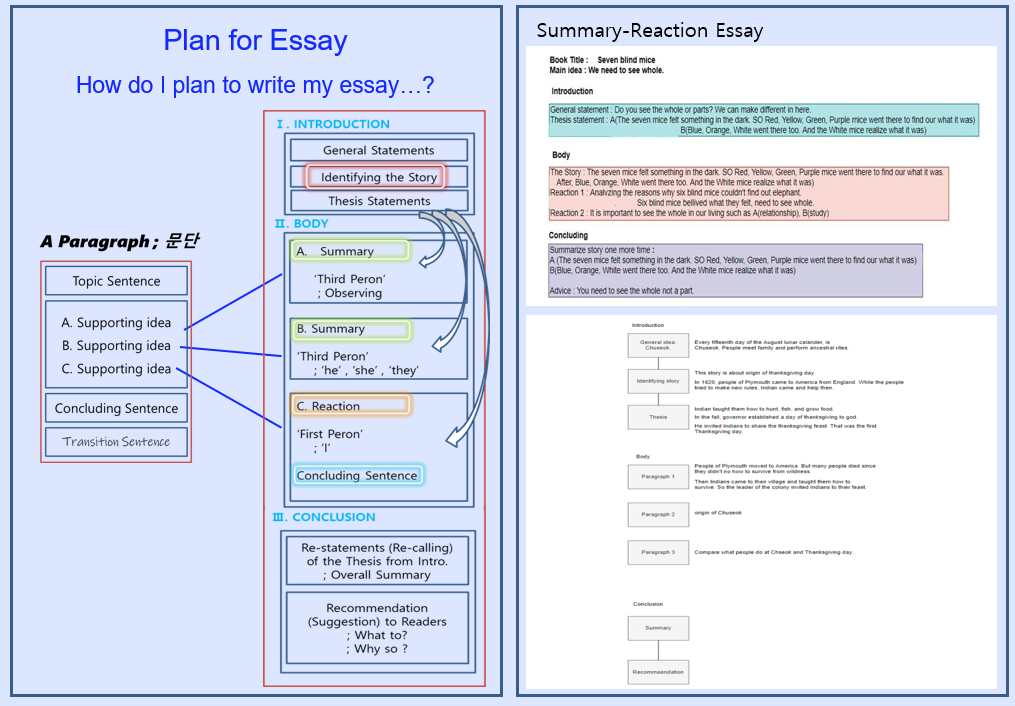 Plan for Essay
How do I plan to write my essay...?
Ⅰ. INTRODUCTION
General Statements
Identifying the Story
Thesis Statements
Ⅱ. BODY
A. Summary
‘Third Peron’
; Observing
B. Summary
‘Third Peron’
; ‘he’ , ‘she’ , ‘they’
C. Reaction
‘First Peron’
; ‘I’
Concluding Sentence
Ⅲ. CONCLUSION
Re-statements (Re-calling)
of the Thesis from Intro.
; Overall Summary
Recommendation
(Suggestion) to Readers
; What to?
; Why so ?
A Paragraph ; 문단
Topic Sentence
A. Supporting idea
B. Supporting idea
C. Supporting idea
Concluding Sentence
Transition Sentence
Summary-Reaction Essay
Book Title : Seven blind mice
Main idea : We need to see whole.
Introduction
General statement : Do you see the whole or parts? We can make different in here.
Thesis statement : A(The seven mice felt something in the dark. SO Red, Yellow, Green, Purple mice went there to find our what it was)
B(Blue, Orange, White went there too. And the White mice realize what it was)
Body
The Story : The seven mice felt something in the dark. SO Red, Yellow, Green, Purple mice went there to find our what it was.
After, Blue, Orange, White went there too. And the White mice realize what it was)
Reaction 1 : Analyzing the reasons why six blind mice couldn't find out elephant.
Six blind mice bellived what they felt, need to see whole.
Reaction 2 : It is important to see the whole in our living such as A(relationship), B(study)
Concluding
Summarize story one more time :
A (The seven mice felt something in the dark. SO Red, Yellow, Green, Purple mice went there to find our what it was)
B(Blue, Orange, White went there too. And the White mice realize what it was)
Advice : You need to see the whole not a part.
Introduction
General idea:
Chuseok.
Every fifteenth day of the August lunar calander, is
Chuseok. People meet family and perform ancestral rites.
Identifying story
This story is about origin of thanksgiving day.
In 1620, people of Plymouth came to America from England. While the people
tried to make new rules, Indian came and help then.
Thesis
Indian taught them how to hunt, fish, and grow food.
In the fall, governor established a day of thanksgiving to god.
He invited Indians to share the thanksgiving feast. That was the first
Thanksgiving day.
Body
Paragraph 1
People of Plymouth moved to America. But many people died since
they didn't no how to survive from wildness
Then Indians came to their village and taught them how to
survive. So the leader of the colony invited Indians to thier feast.
Paragraph 2
origin of Chuseok
Paragraph 3
Compare what people do at Chseok and Thanksgiving day
Conclusion
Summary
Recommaendation